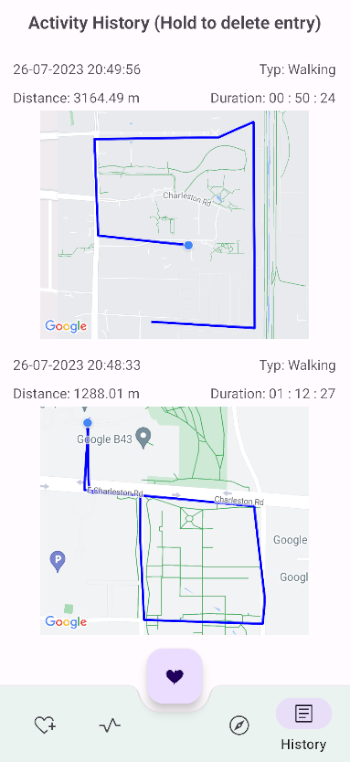 Activity History (Hold to delete entry)
26-07-2023 20:49:56 Typ: Walking
Distance: 3164.49 m Duration: 00 : 50 : 24
Charleston Rd
Google
26-07-2023 20:48:33 Typ: Walking
Distance: 1288.01 m Duration: 01 : 12 : 27
Google B43
Charleston Rd
Charleston Rd
Google
P
Googl
Google
History